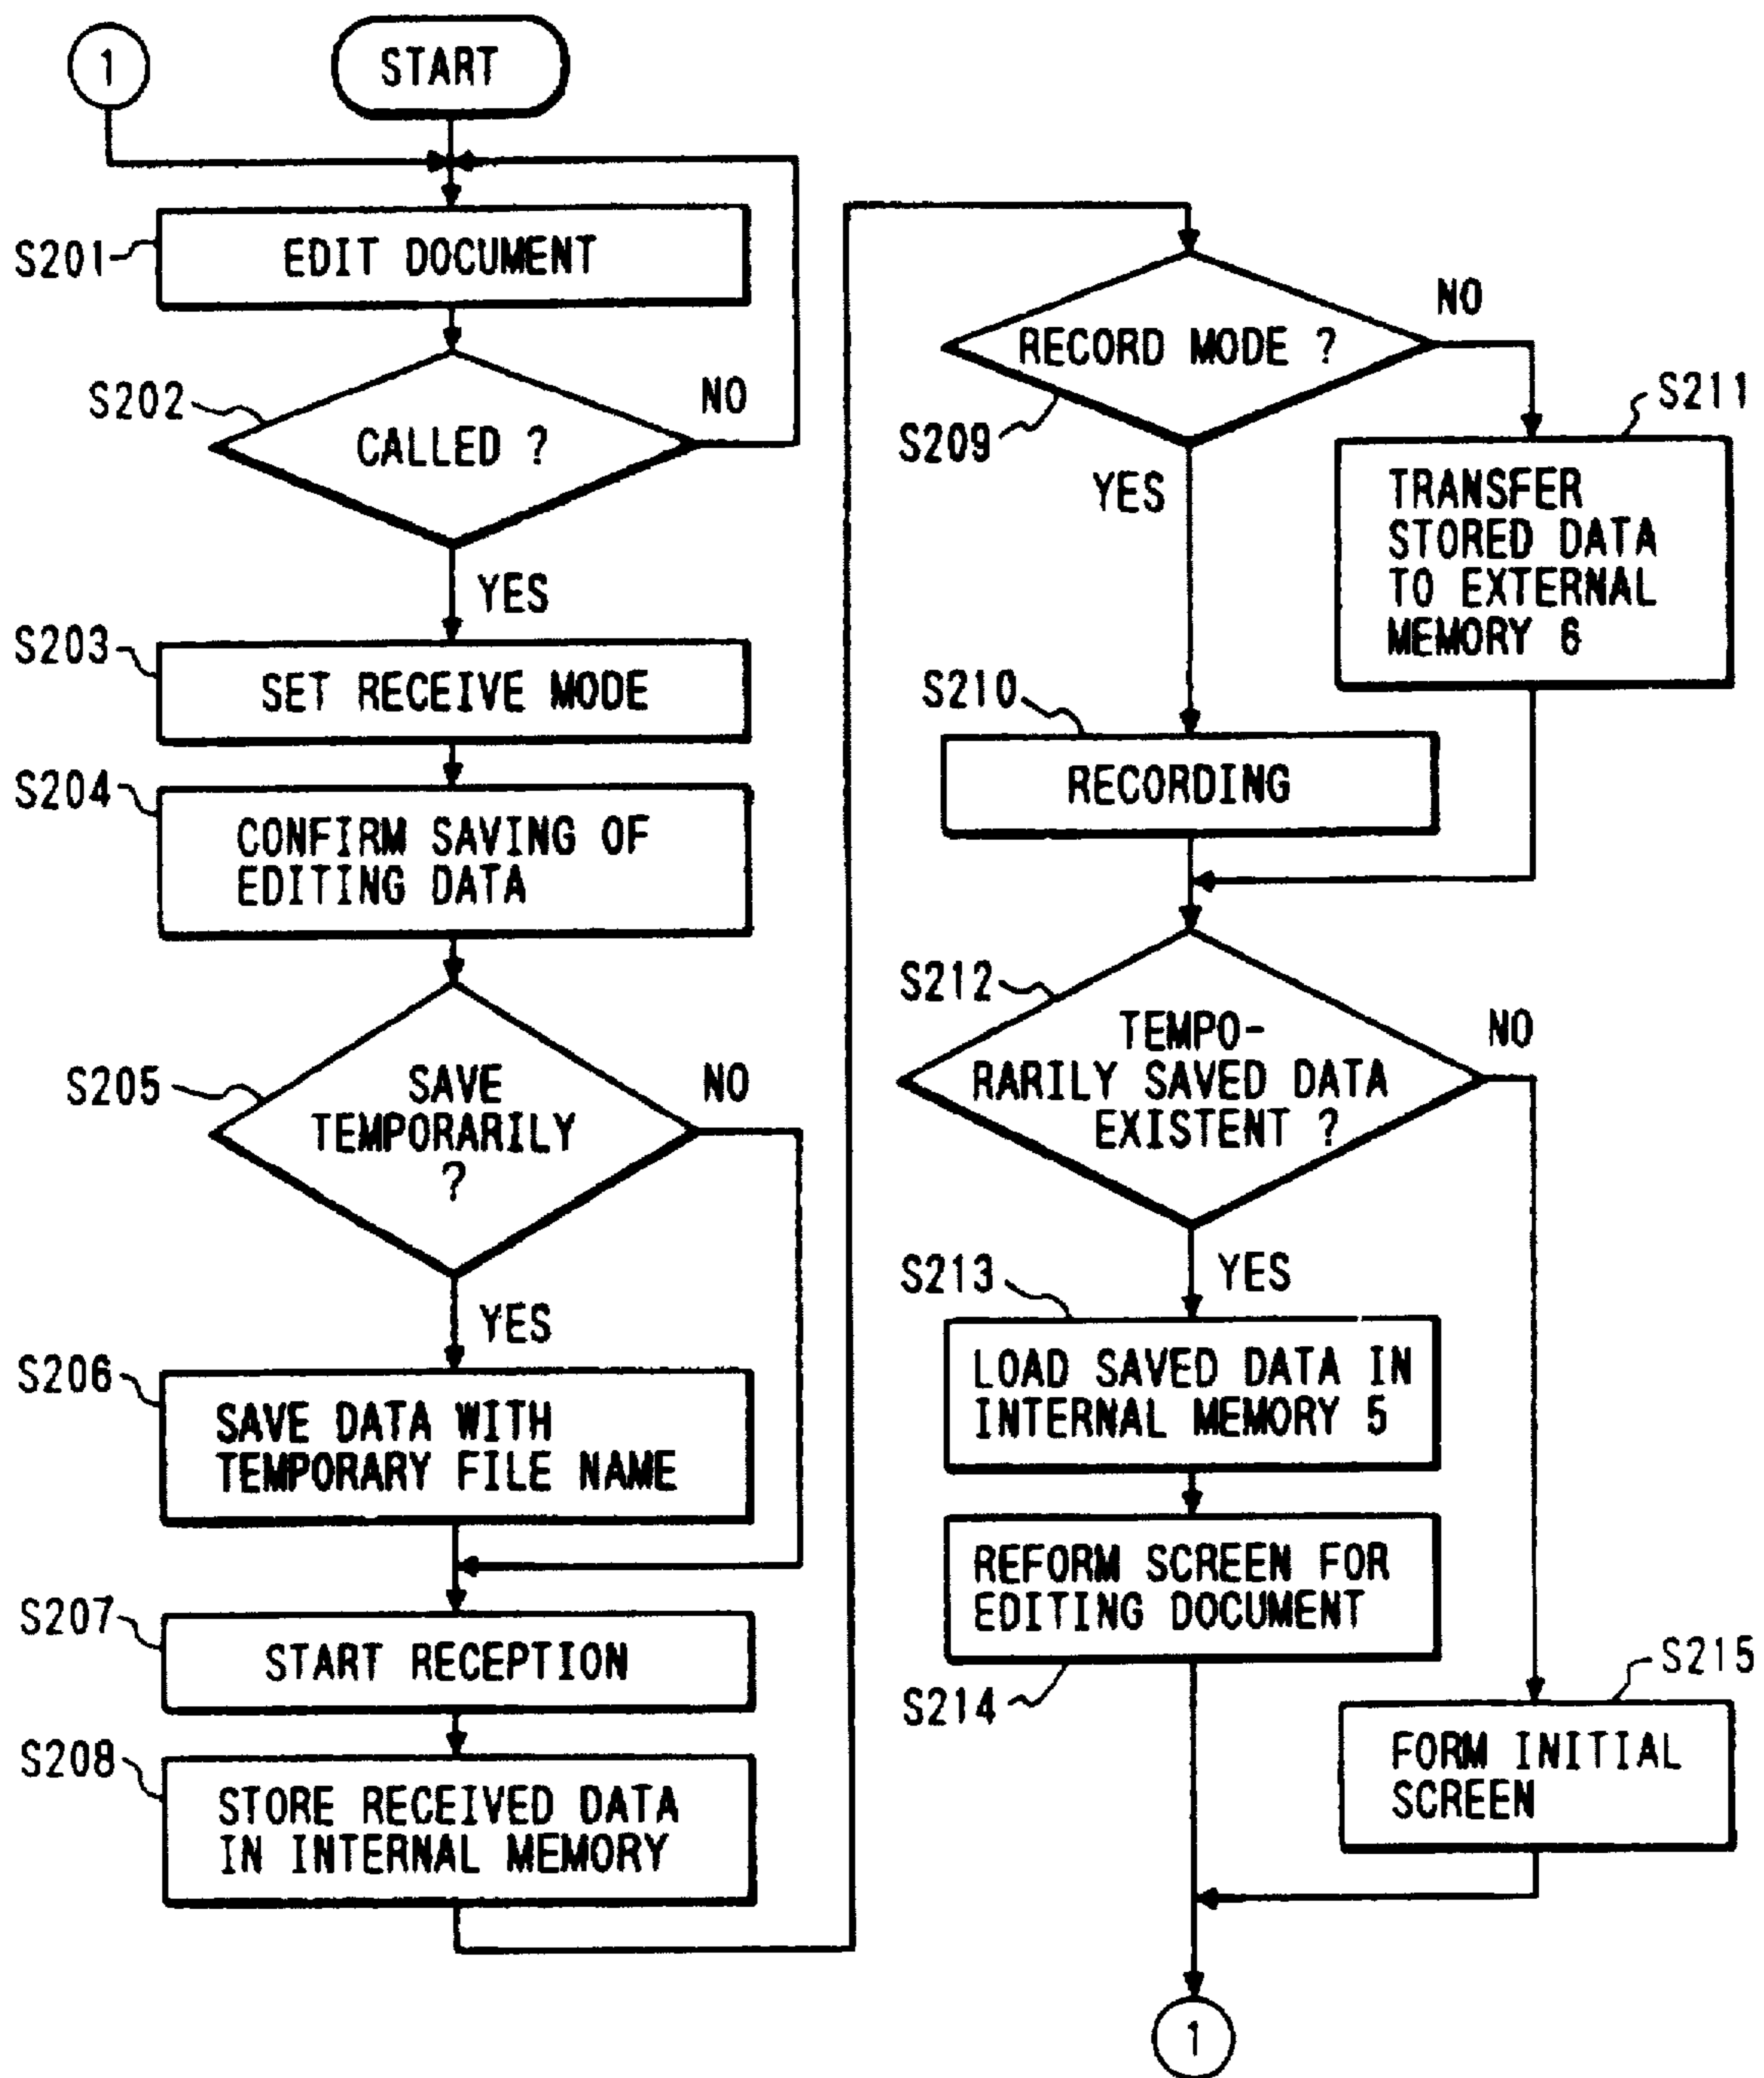 1
START
S201
EDIT DOCUMENT
S202
CALLED ?
NO
YES
S203
SET RECEIVE MODE
S204
CONFIRM SAVING OF
EDITING DATA
S205
SAVE
TEMPORARILY
?
NO
YES
S206
SAVE DATA WITH
TEMPORARY FILE NAME
S207
START RECEPTION
S208
STORE RECEIVED DATA
IN INTERNAL MEMORY
RECORD MODE ?
NO
S209
YES
S211
TRANSFER
STORED DATA
TO EXTERNAL
MEMORY 6
S210
RECORDING
S212
TEMPO-
RARILY SAVED DATA
EXISTENT ?
NO
YES
S213
LOAD SAVED DATA IN
INTERNAL MEMORY 5
REFORM SCREEN FOR
EDITING DOCUMENT
S214
S215
FORM INITIAL
SCREEN
1